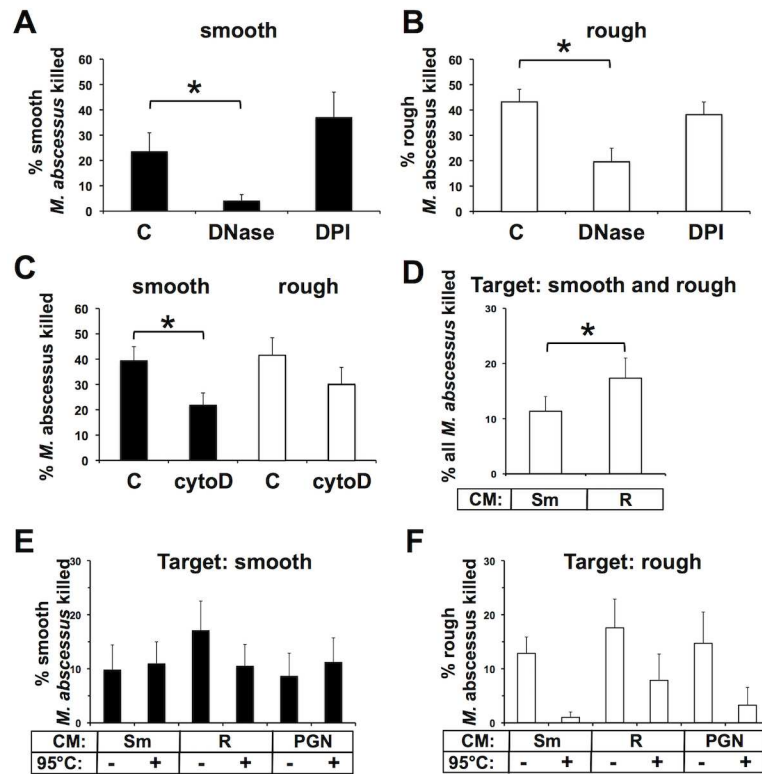 A
smooth
% smooth
M. abscessus killed
60
50
40
30
20
10
0
*
C DNase DPI
B
rough
% rough
M. abscessus killed
60
50
40
30
20
10
0
*
C DNase DPI
C
smooth rough
% M. abscessus killed
60
50
40
30
20
10
0
*
C cytoD C cytoD
D
Target: smooth and rough
% all M. abscessus killed
30
20
10
0
*
CM: Sm R
E
Target: smooth
% smooth
M. abscessus killed
30
20
10
0
CM: Sm R PGN
95°C: - + - + - +
F
Target: rough
% rough
M. abscessus killed
30
20
10
0
CM: Sm R PGN
95°C: - + - + - +